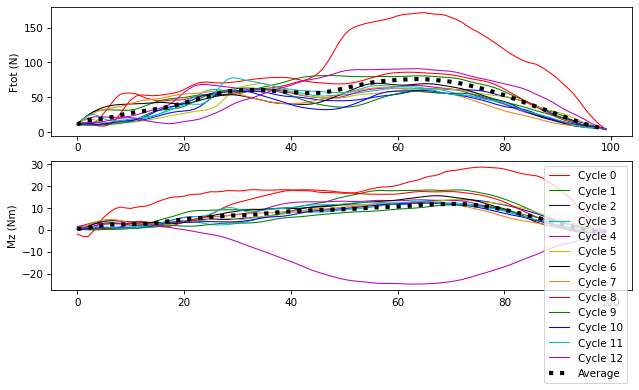 150
100
50
0
Ftot (N)
0
20
40
60
80
100
30
20
10
0
−10
−20
Mz (Nm)
0
20
40
60
80
100
Cycle 0
Cycle 1
Cycle 2
Cycle 3
Cycle 4
Cycle 5
Cycle 6
Cycle 7
Cycle 8
Cycle 9
Cycle 10
Cycle 11
Cycle 12
Average